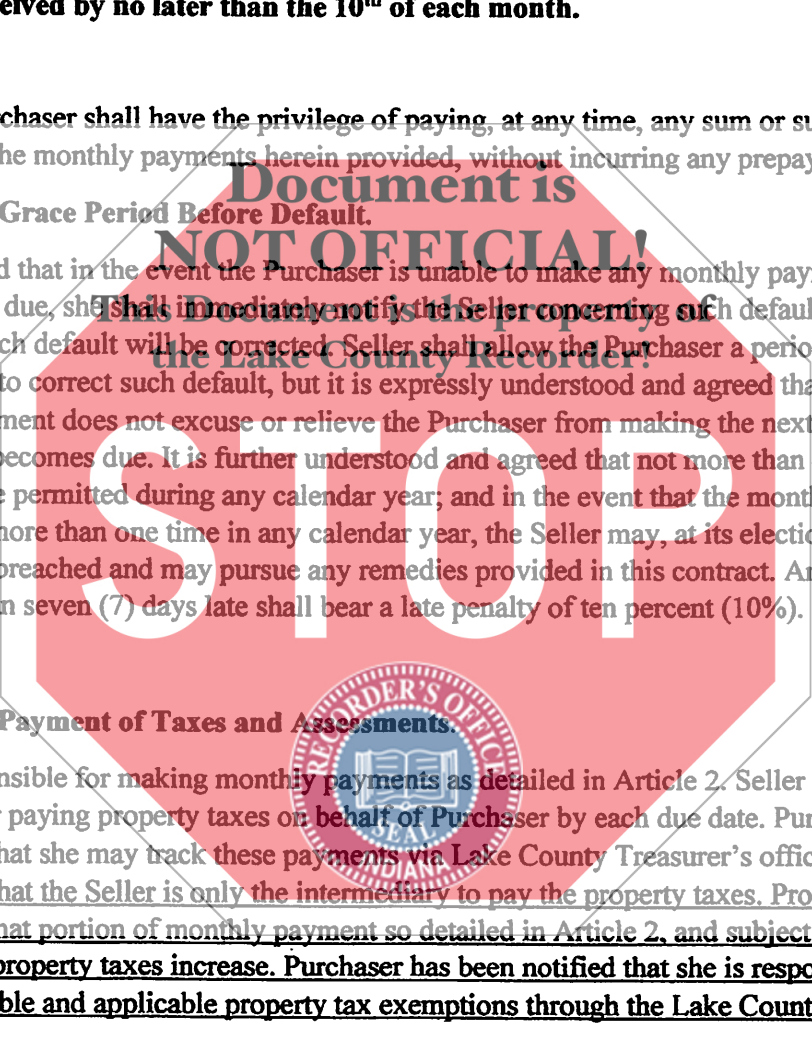 eived by no later than the 10th of each month.
chaser shall have the privilege of paying, at any time, any sum or su
he monthly payments herein provided, without incurring any prepay
Document is
Grace Period Before Default.
NOT OFFICIAL!
d that in the event the Purchaser is unable to make any monthly pay
This Document is the property of
due, she shall immediately notify the Seller concerning such defaul
the Lake County Recorder!
ch default will be corrected. Seller shall allow the Purchaser a perio
to correct such default, but it is expressly understood and agreed tha
ment does not excuse or relieve the Purchaser from making the next
becomes due. It is further understood and agreed that not more than
STOP
e permitted during any calendar year; and in the event that the mont
nore than one time in any calendar year, the Seller may, at its electio
breached and may pursue any remedies provided in this contract. A
n seven (7) days late shall bear a late penalty of ten percent (10%).
RECORDER'S OFFICE
SEAL
INDIANA
Payment of Taxes and Assessments.
nsible for making monthly payments as detailed in Article 2. Seller
r paying property taxes on behalf of Purchaser by each due date. Pur
hat she may track these payments via Lake County Treasurer's offic
hat the Seller is only the intermediary to pay the property taxes. Pro
hat portion of monthly payment so detailed in Article 2, and subject
property taxes increase. Purchaser has been notified that she is respo
ble and applicable property tax exemptions through the Lake Count